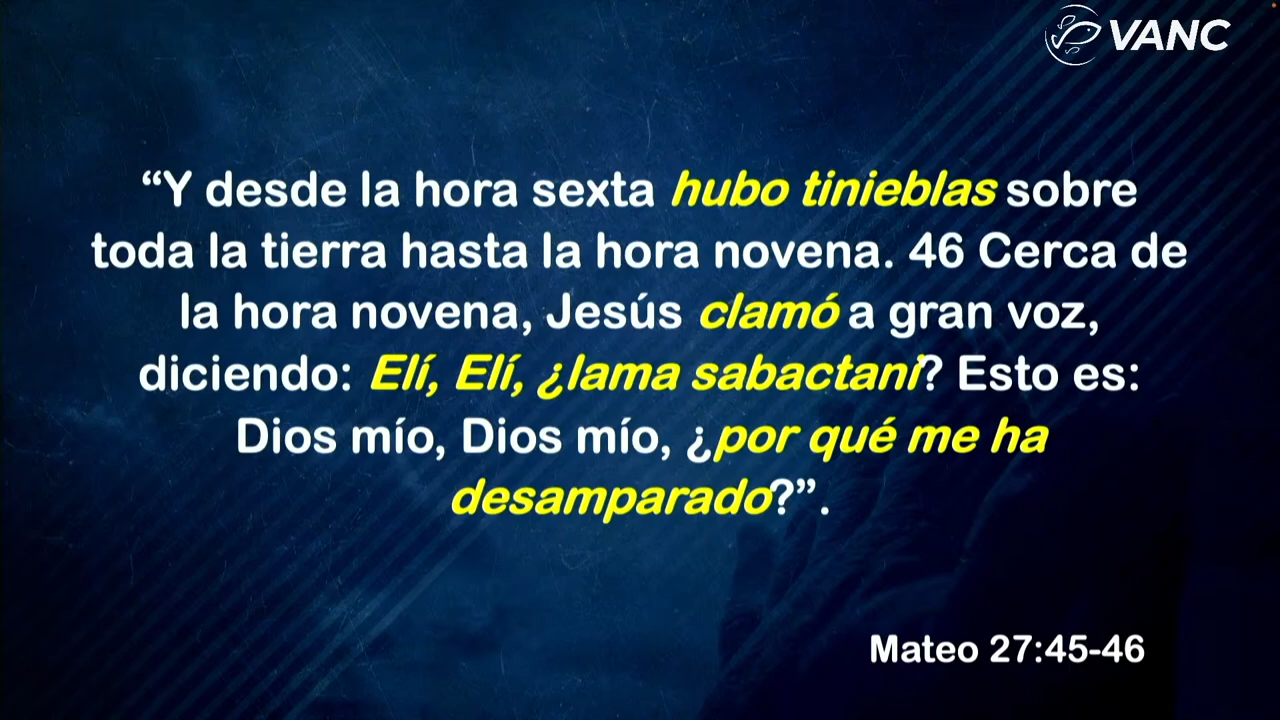 VANC
“Y desde la hora sexta hubo tinieblas sobre
toda la tierra hasta la hora novena. 46 Cerca de
la hora novena, Jesús clamó a gran voz,
diciendo: Elí, Elí, ¿lama sabactani? Esto es:
Dios mío, Dios mío, ¿por qué me ha
desamparado?”.
Mateo 27:45-46